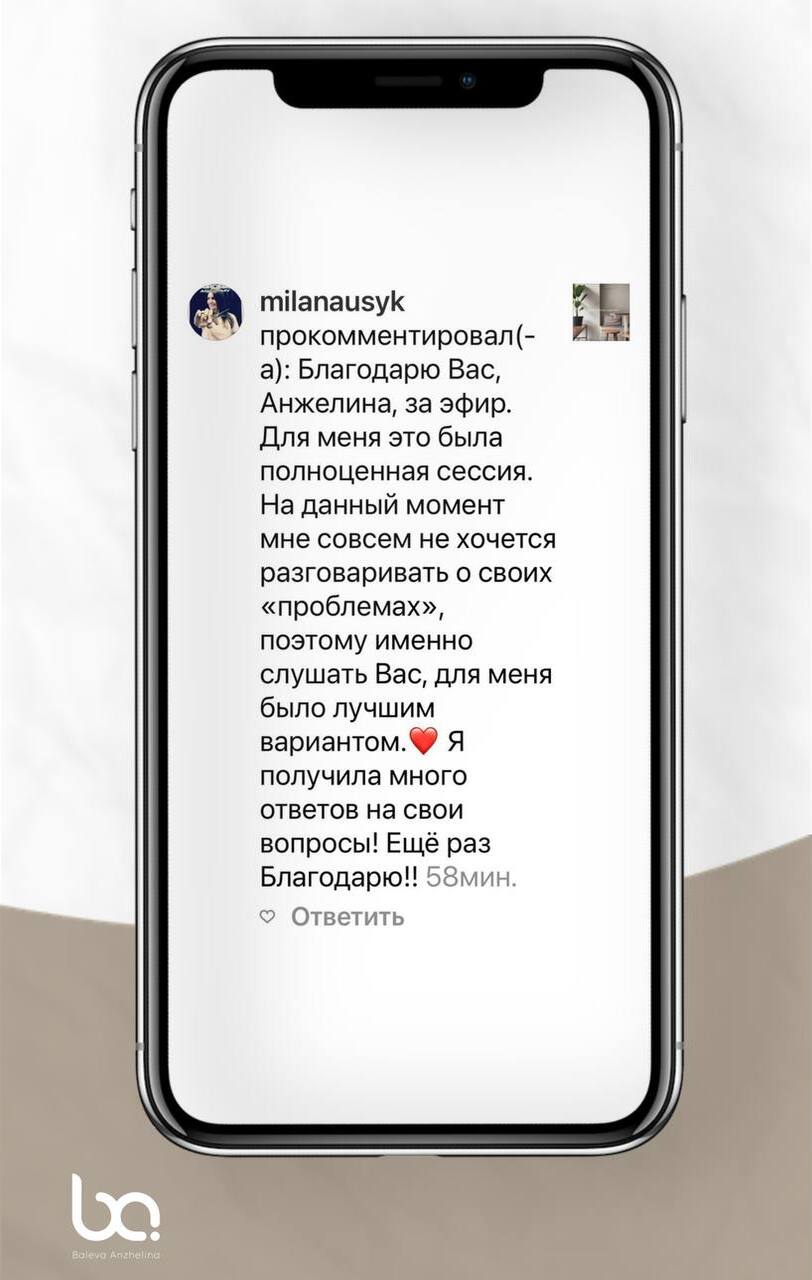 milanausyk
прокомментировал(-
а): Благодарю Вас,
Анжелина, за эфир.
Для меня это была
полноценная сессия.
На данный момент
мне совсем не хочется
разговаривать о своих
«проблемах»,
поэтому именно
слушать Вас, для меня
было лучшим
вариантом.❤️ Я
получила много
ответов на свои
вопросы! Ещё раз
Благодарю!! 58мин.
Ответить
ba
Baleva Anzhelina